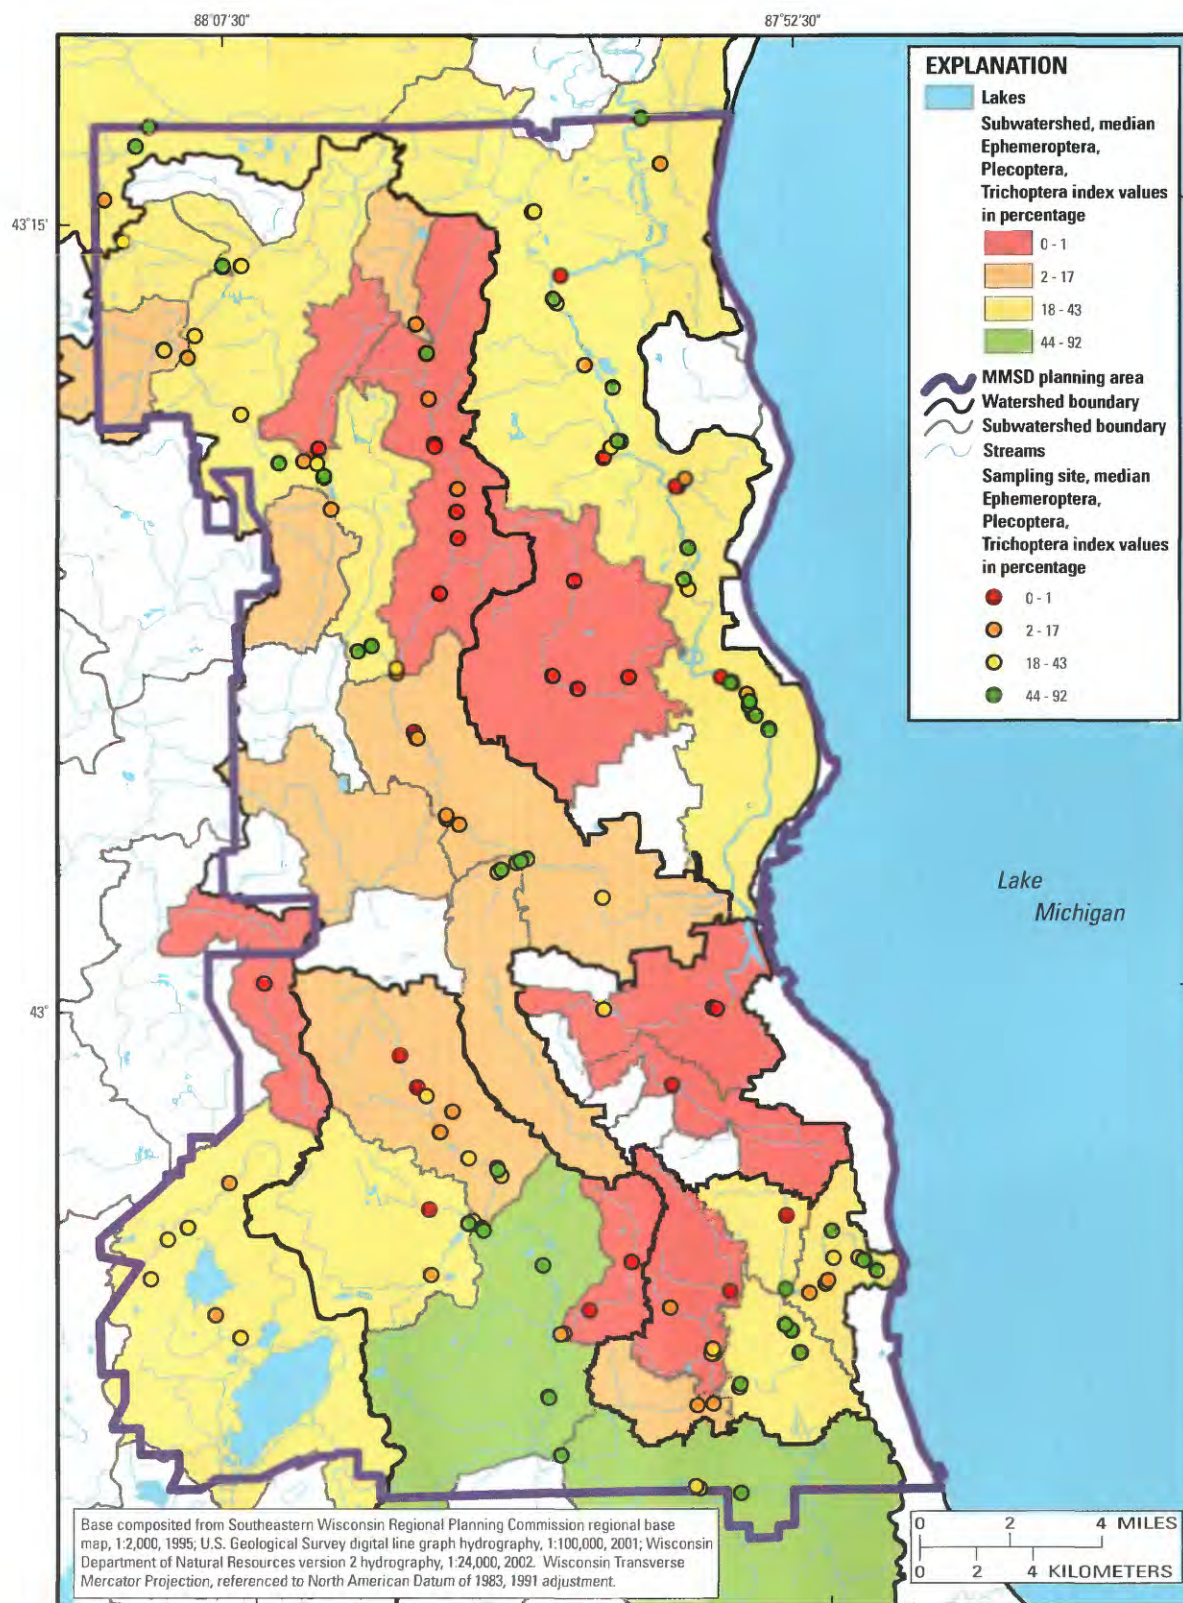 88°07'30"
87°52'30"
43°15'
43°
EXPLANATION
Lakes
Subwatershed, median
Ephemeroptera,
Plecoptera,
Trichoptera index values
in percentage
0 - 1
2 - 17
18 - 43
44 - 92
MMSD planning area
Watershed boundary
Subwatershed boundary
Streams
Sampling site, median
Ephemeroptera,
Plecoptera,
Trichoptera index values
in percentage
0 - 1
2 - 17
18 - 43
44 - 92
Lake
Michigan
Base composited from Southeastern Wisconsin Regional Planning Commission regional base
map, 1:2,000, 1995; U.S. Geological Survey digital line graph hydrography, 1:100,000, 2001; Wisconsin
Department of Natural Resources version 2 hydrography, 1:24,000, 2002. Wisconsin Transverse
Mercator Projection, referenced to North American Datum of 1983, 1991 adjustment.
0 2 4 MILES
0 2 4 KILOMETERS